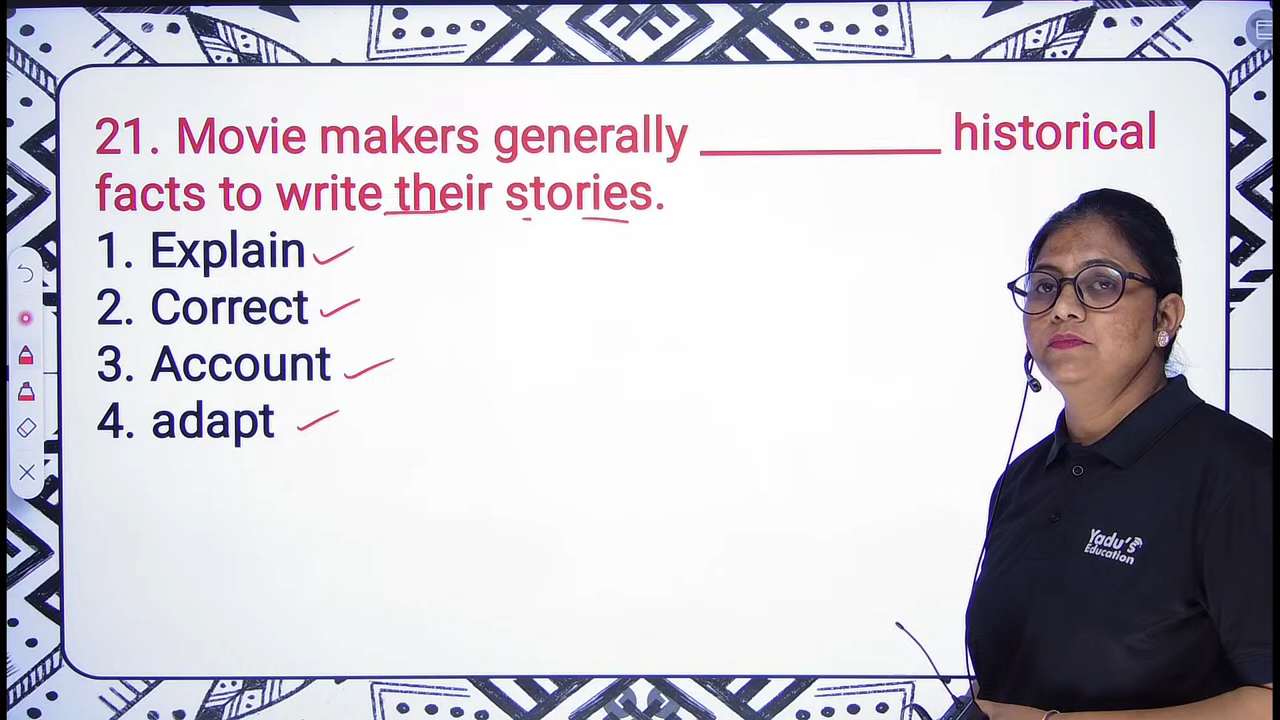 21. Movie makers generally __________ historical
facts to write their stories.
1. Explain
2. Correct
3. Account
4. adapt
Yadu's
Education